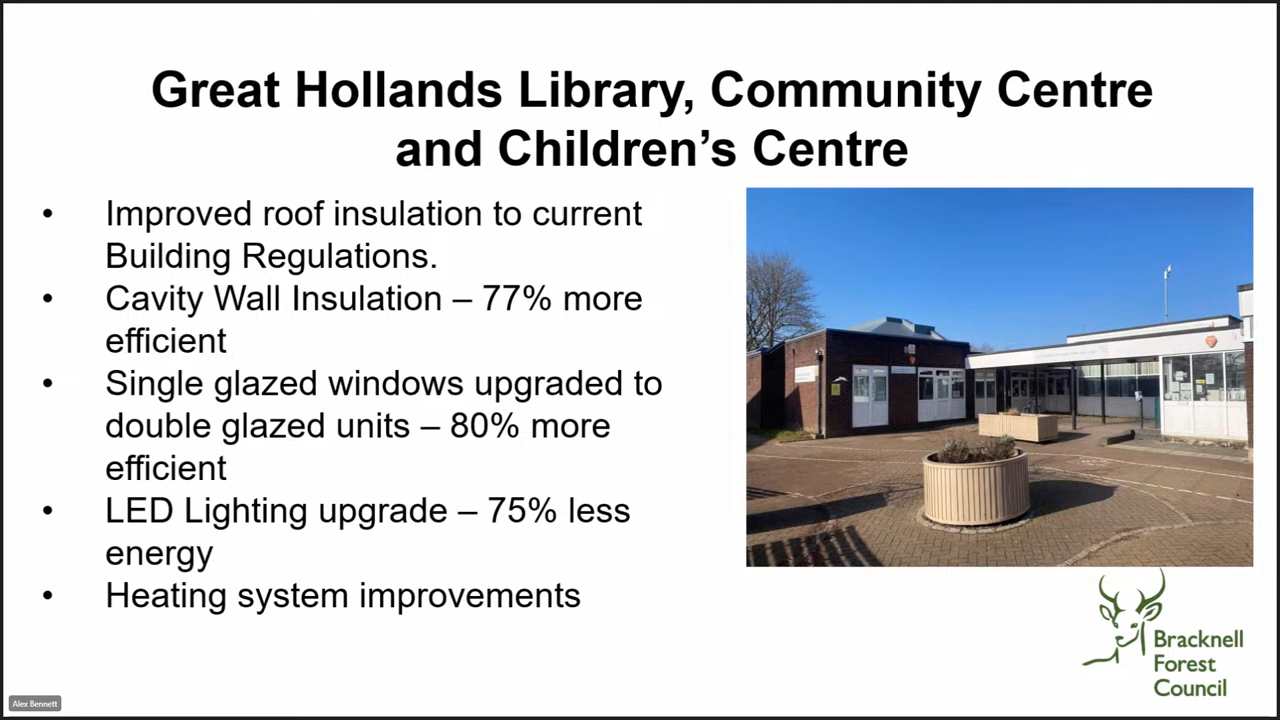 Great Hollands Library, Community Centre
and Children’s Centre
• Improved roof insulation to current
Building Regulations.
• Cavity Wall Insulation – 77% more
efficient
• Single glazed windows upgraded to
double glazed units – 80% more
efficient
• LED Lighting upgrade – 75% less
energy
• Heating system improvements
Bracknell
Forest
Council
Alex Bennett